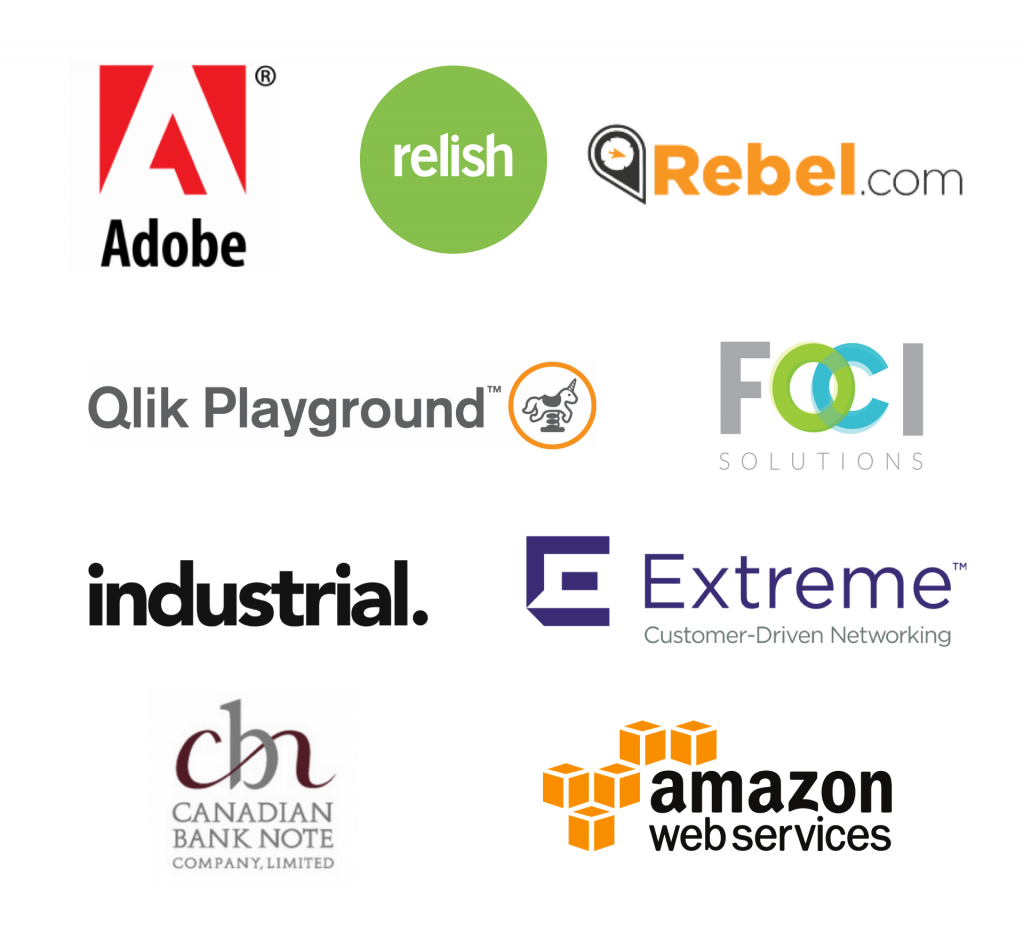 Adobe®
relish
Rebel.com
Qlik Playground™
FOCI
SOLUTIONS
industrial.
Extreme™
Customer-Driven Networking
cbn
CANADIAN
BANK NOTE
COMPANY, LIMITED
amazon
web services